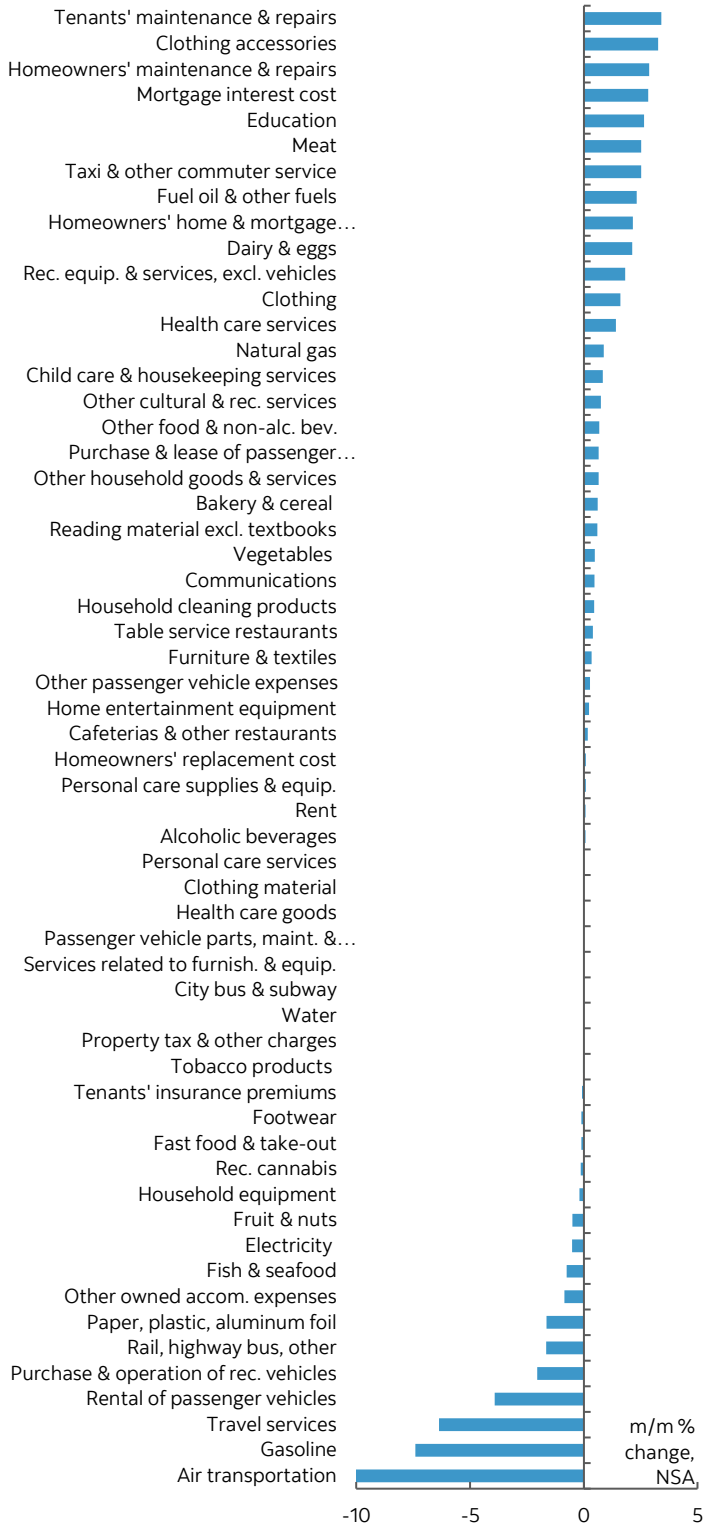 Tenants' maintenance & repairs
Clothing accessories
Homeowners' maintenance & repairs
Mortgage interest cost
Education
Meat
Taxi & other commuter service
Fuel oil & other fuels
Homeowners' home & mortgage…
Dairy & eggs
Rec. equip. & services, excl. vehicles
Clothing
Health care services
Natural gas
Child care & housekeeping services
Other cultural & rec. services
Other food & non-alc. bev.
Purchase & lease of passenger…
Other household goods & services
Bakery & cereal
Reading material excl. textbooks
Vegetables
Communications
Household cleaning products
Table service restaurants
Furniture & textiles
Other passenger vehicle expenses
Home entertainment equipment
Cafeterias & other restaurants
Homeowners' replacement cost
Personal care supplies & equip.
Rent
Alcoholic beverages
Personal care services
Clothing material
Health care goods
Passenger vehicle parts, maint. &…
Services related to furnish. & equip.
City bus & subway
Water
Property tax & other charges
Tobacco products
Tenants' insurance premiums
Footwear
Fast food & take-out
Rec. cannabis
Household equipment
Fruit & nuts
Electricity
Fish & seafood
Other owned accom. expenses
Paper, plastic, aluminum foil
Rail, highway bus, other
Purchase & operation of rec. vehicles
Rental of passenger vehicles
Travel services
Gasoline
Air transportation
m/m %
change,
NSA
-10 -5 0 5